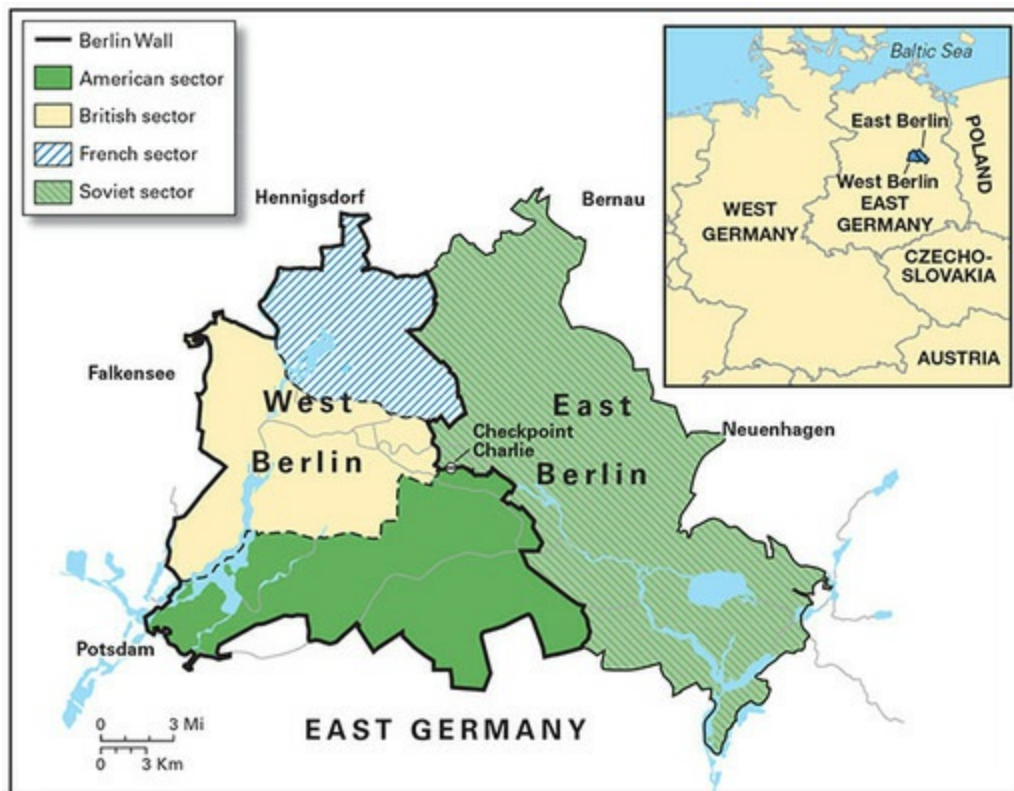 Berlin Wall
American sector
British sector
French sector
Soviet sector
Baltic Sea
East Berlin
POLAND
West Berlin
EAST
GERMANY
WEST
GERMANY
CZECHO-
SLOVAKIA
AUSTRIA
Hennigsdorf
Bernau
Falkensee
West
Berlin
East
Berlin
Checkpoint
Charlie
Neuenhagen
Potsdam
EAST GERMANY
0 3 Mi
0 3 Km